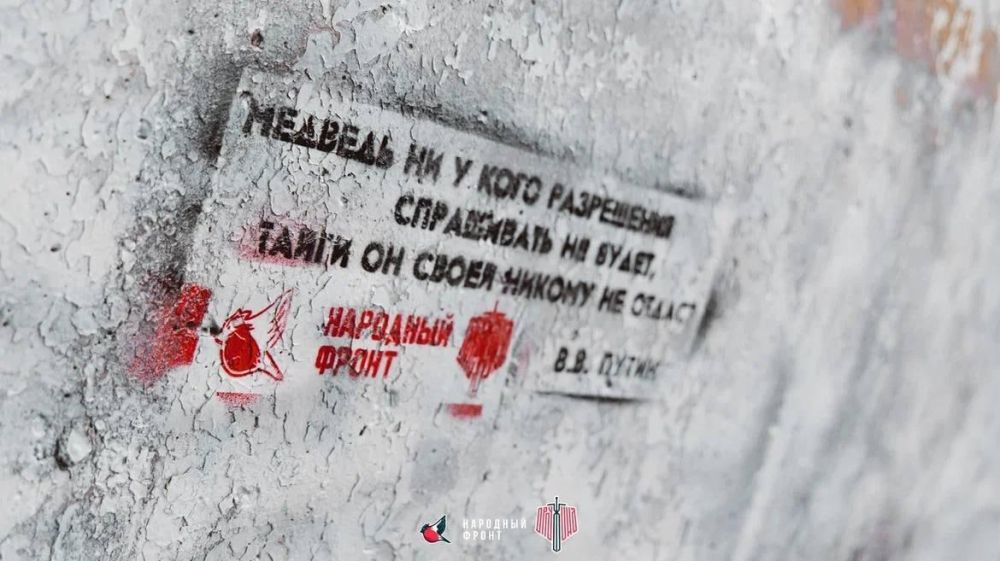 МЕДВЕДЬ НИ У КОГО РАЗРЕШЕНИЯ
СПРАШИВАТЬ НЕ БУДЕТ.
ТАЙГИ ОН СВОЕЙ НИКОМУ НЕ ОТДАСТ
НАРОДНЫЙ
ФРОНТ
В.В. ПУТИН
НАРОДНЫЙ
ФРОНТ